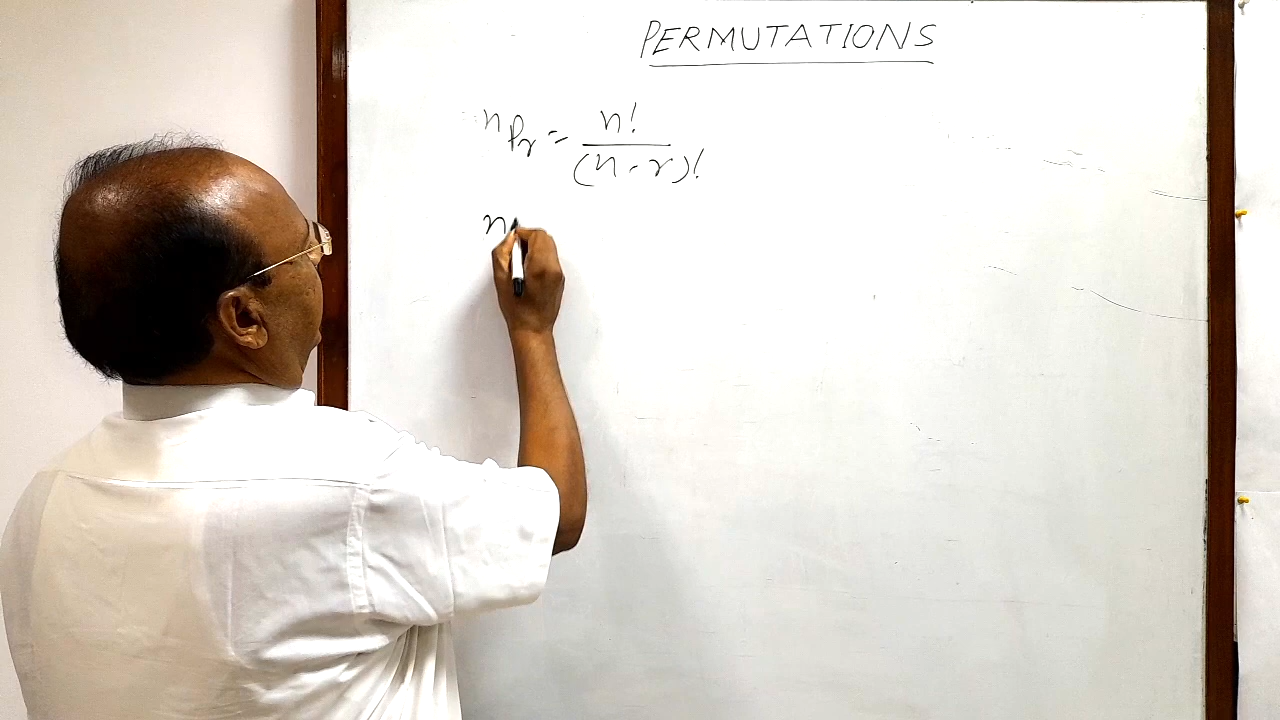 PERMUTATIONS
nPr = n! / (n-r)!
n